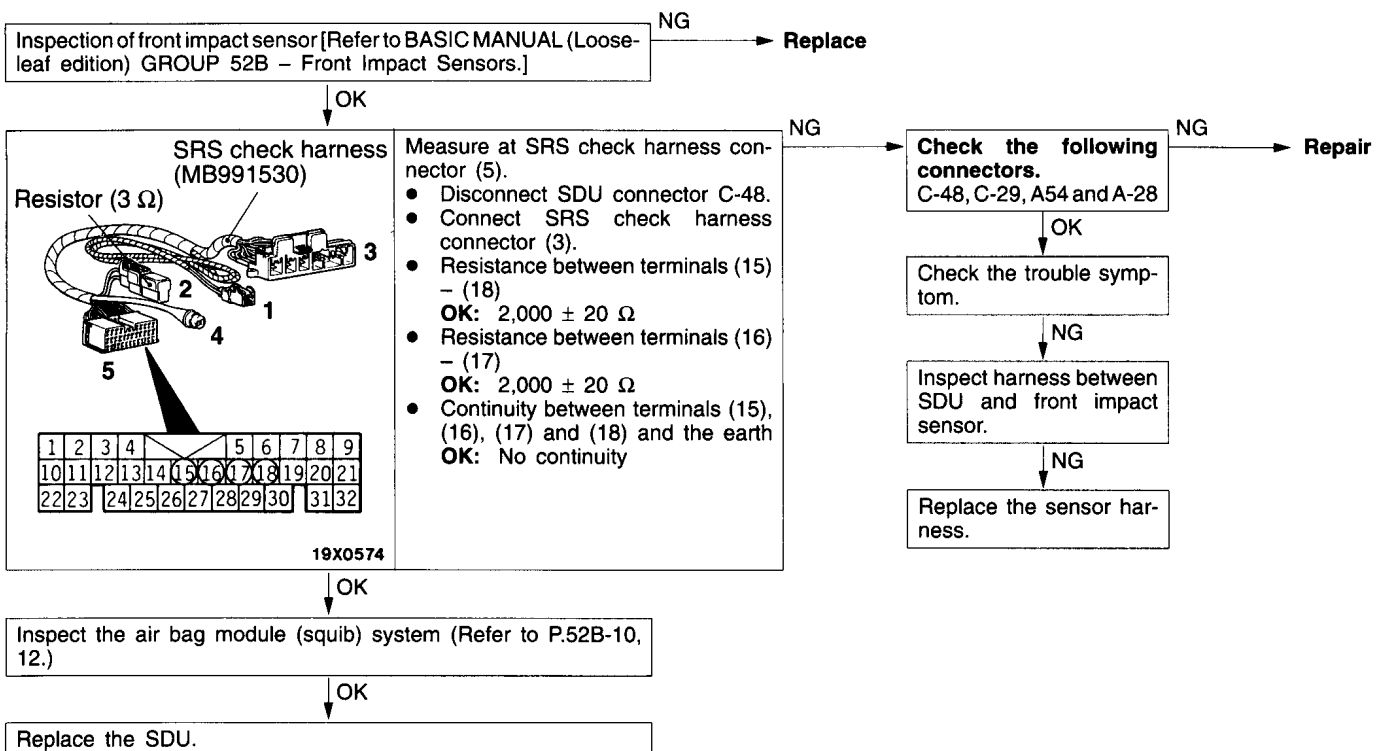 Inspection of front impact sensor [Refer to BASIC MANUAL (Loose-
leaf edition) GROUP 52B – Front Impact Sensors.]
NG
Replace
OK
SRS check harness
(MB991530)
Resistor (3 Ω)
3
2
1
4
5
1 2 3 4 5 6 7 8 9
10 11 12 13 14 15 16 17 18 19 20 21
22 23 24 25 26 27 28 29 30 31 32
19X0574
Measure at SRS check harness con-
nector (5).
● Disconnect SDU connector C-48.
● Connect SRS check harness
connector (3).
● Resistance between terminals (15)
– (18)
OK: 2,000 ± 20 Ω
● Resistance between terminals (16)
– (17)
OK: 2,000 ± 20 Ω
● Continuity between terminals (15),
(16), (17) and (18) and the earth
OK: No continuity
NG
Check the following
connectors.
C-48, C-29, A54 and A-28
NG
Repair
OK
Check the trouble symp-
tom.
NG
Inspect harness between
SDU and front impact
sensor.
NG
Replace the sensor har-
ness.
OK
Inspect the air bag module (squib) system (Refer to P.52B-10,
12.)
OK
Replace the SDU.